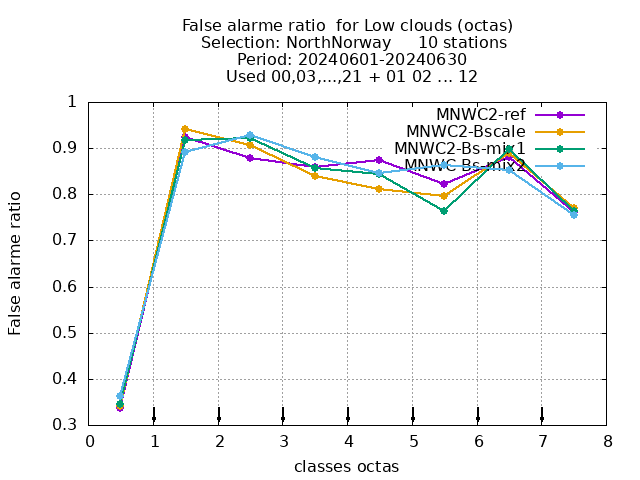 False alarme ratio  for Low clouds (octas)
Selection: NorthNorway     10 stations
Period: 20240601-20240630
Used 00,03,...,21 + 01 02 ... 12
MNWC2-ref
MNWC2-Bscale
MNWC2-Bs-mix1
MNWC Bs-mix2
1
0.9
0.8
0.7
0.6
0.5
0.4
0.3
False alarme ratio
0 1 2 3 4 5 6 7 8
classes octas